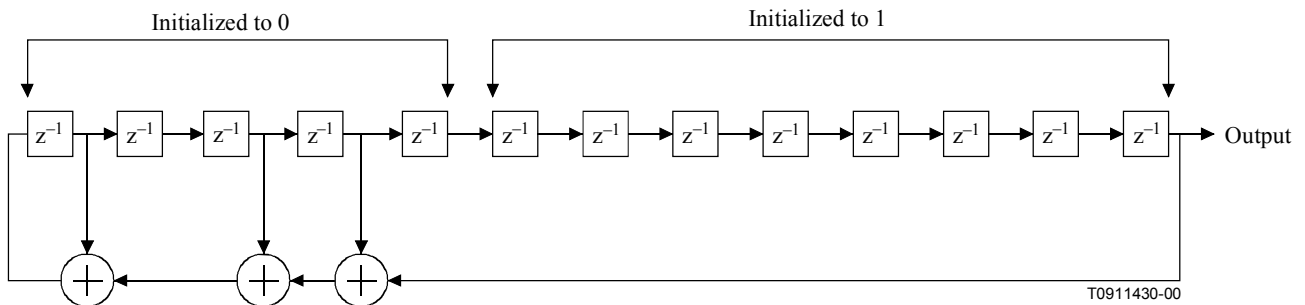 Initialized to 0
Initialized to 1
z⁻¹ z⁻¹ z⁻¹ z⁻¹ z⁻¹ z⁻¹ z⁻¹ z⁻¹ z⁻¹ z⁻¹ z⁻¹ z⁻¹ z⁻¹ Output
+ + +
T0911430-00